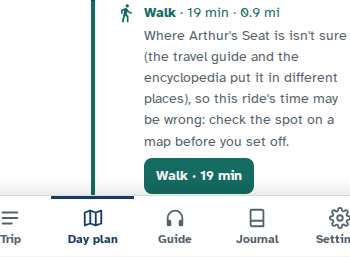 Walk · 19 min · 0.9 mi
Where Arthur's Seat is isn't sure
(the travel guide and the
encyclopedia put it in different
places), so this ride's time may
be wrong: check the spot on a
map before you set off.
Walk · 19 min
Trip
Day plan
Guide
Journal